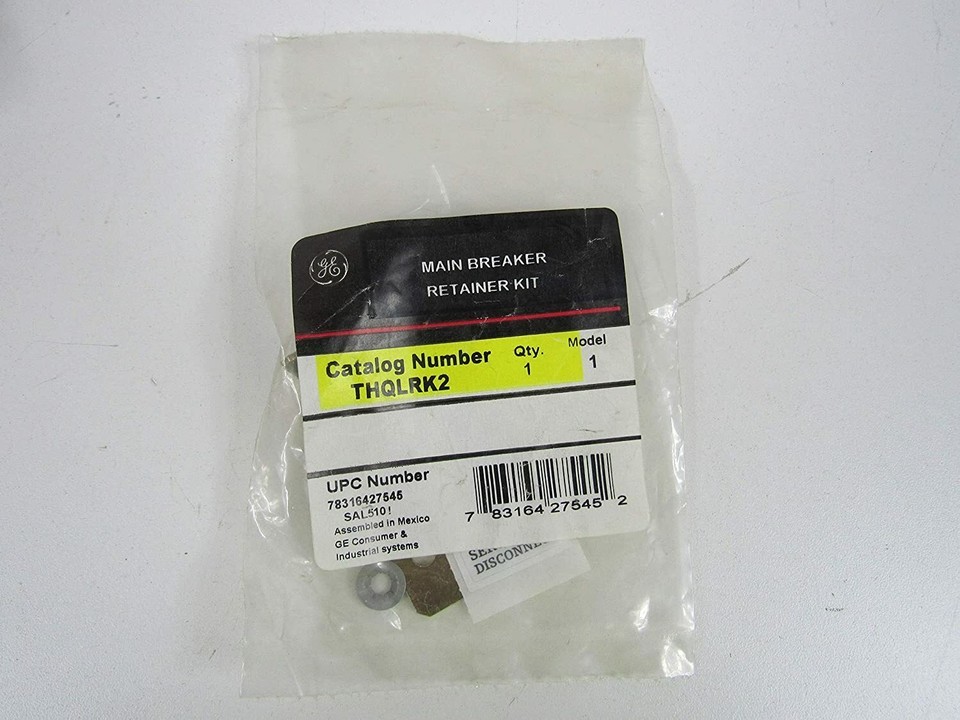 GE
MAIN BREAKER
RETAINER KIT
Catalog Number Qty. Model
THQLRK2 1 1
UPC Number
78316427545
SAL510!
Assembled in Mexico
GE Consumer &
Industrial systems
7 83164 27545 2
DISCONNE